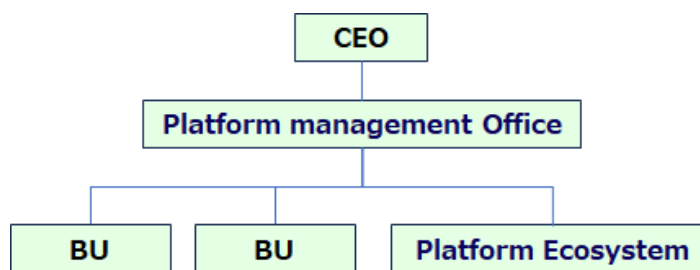 CEO
Platform management Office
BU
BU
Platform Ecosystem